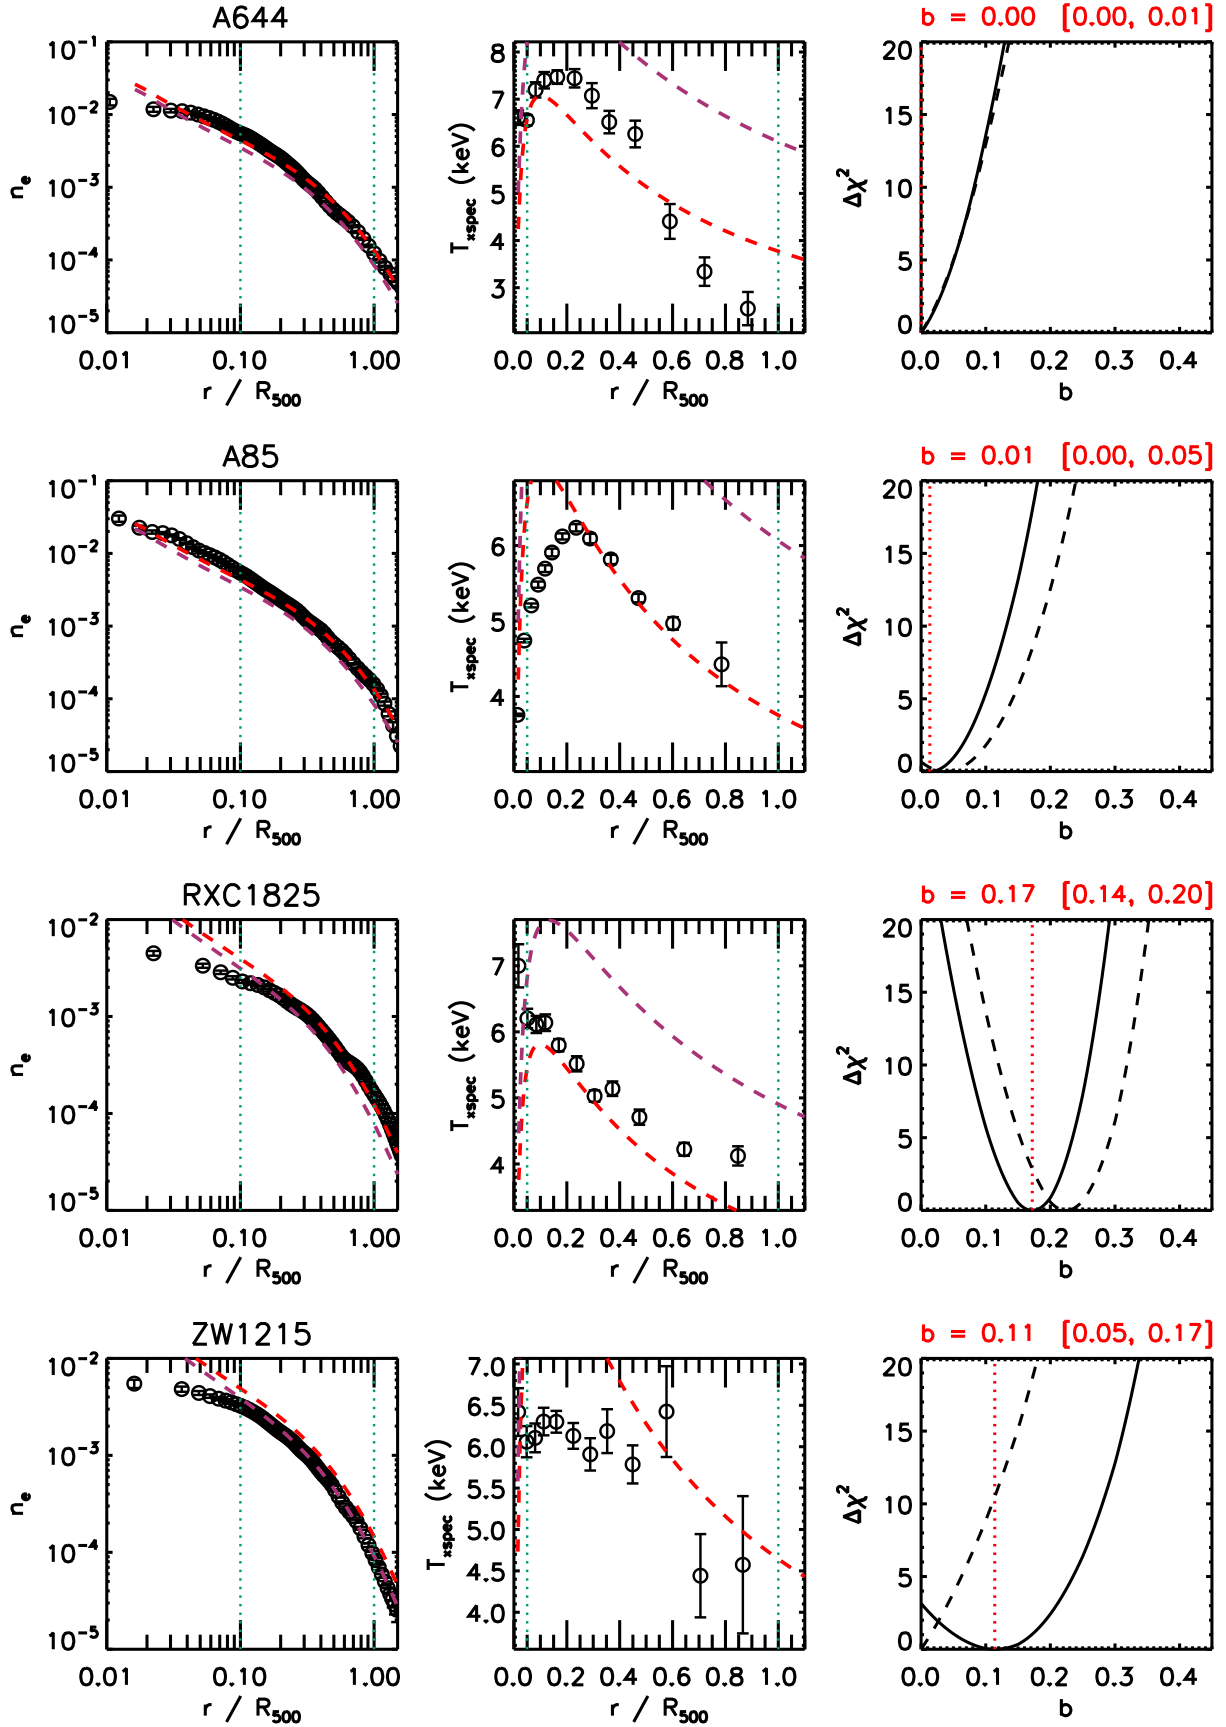 A644
b = 0.00 [0.00, 0.01]
10⁻¹
10⁻²
10⁻³
10⁻⁴
10⁻⁵
nₑ
0.01 0.10 1.00
r / R₅₀₀
8
7
6
5
4
3
T_xspec (keV)
0.0 0.2 0.4 0.6 0.8 1.0
r / R₅₀₀
20
15
10
5
0
Δχ²
0.0 0.1 0.2 0.3 0.4
b
A85
b = 0.01 [0.00, 0.05]
10⁻¹
10⁻²
10⁻³
10⁻⁴
10⁻⁵
nₑ
0.01 0.10 1.00
r / R₅₀₀
6
5
4
T_xspec (keV)
0.0 0.2 0.4 0.6 0.8 1.0
r / R₅₀₀
20
15
10
5
0
Δχ²
0.0 0.1 0.2 0.3 0.4
b
RXC1825
b = 0.17 [0.14, 0.20]
10⁻²
10⁻³
10⁻⁴
10⁻⁵
nₑ
0.01 0.10 1.00
r / R₅₀₀
7
6
5
4
T_xspec (keV)
0.0 0.2 0.4 0.6 0.8 1.0
r / R₅₀₀
20
15
10
5
0
Δχ²
0.0 0.1 0.2 0.3 0.4
b
ZW1215
b = 0.11 [0.05, 0.17]
10⁻²
10⁻³
10⁻⁴
10⁻⁵
nₑ
0.01 0.10 1.00
r / R₅₀₀
7.0
6.5
6.0
5.5
5.0
4.5
4.0
T_xspec (keV)
0.0 0.2 0.4 0.6 0.8 1.0
r / R₅₀₀
20
15
10
5
0
Δχ²
0.0 0.1 0.2 0.3 0.4
b